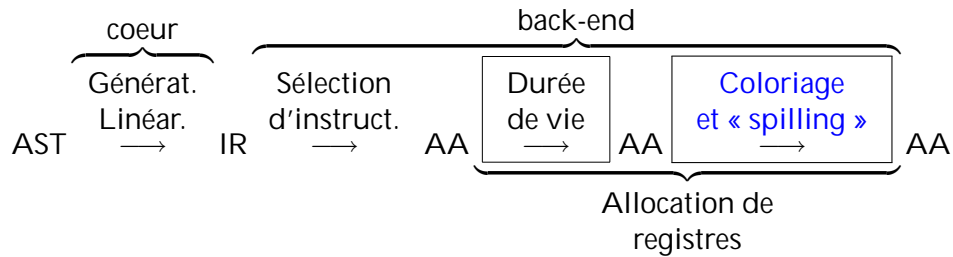 back-end
coeur
Générat. Sélection Durée Coloriage
Linéar. d'instruct. de vie et « spilling »
AST → IR → AA → AA → AA
Allocation de
registres